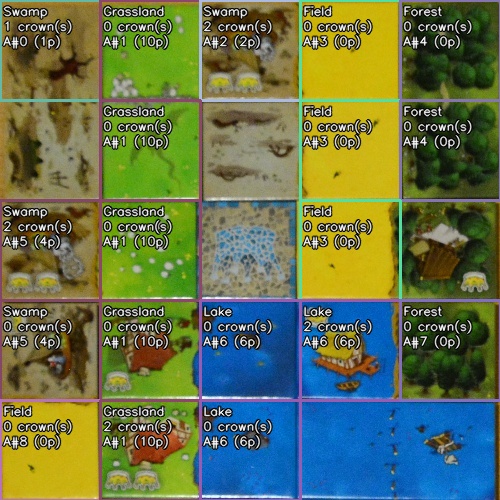 Swamp
1 crown(s)
A#0 (1p)
Grassland
0 crown(s)
A#1 (10p)
Swamp
2 crown(s)
A#2 (2p)
Field
0 crown(s)
A#3 (0p)
Forest
0 crown(s)
A#4 (0p)
Grassland
0 crown(s)
A#1 (10p)
Field
0 crown(s)
A#3 (0p)
Forest
0 crown(s)
A#4 (0p)
Swamp
2 crown(s)
A#5 (4p)
Grassland
0 crown(s)
A#1 (10p)
Field
0 crown(s)
A#3 (0p)
Swamp
0 crown(s)
A#5 (4p)
Grassland
0 crown(s)
A#1 (10p)
Lake
0 crown(s)
A#6 (6p)
Lake
2 crown(s)
A#6 (6p)
Forest
0 crown(s)
A#7 (0p)
Field
0 crown(s)
A#8 (0p)
Grassland
2 crown(s)
A#1 (10p)
Lake
0 crown(s)
A#6 (6p)